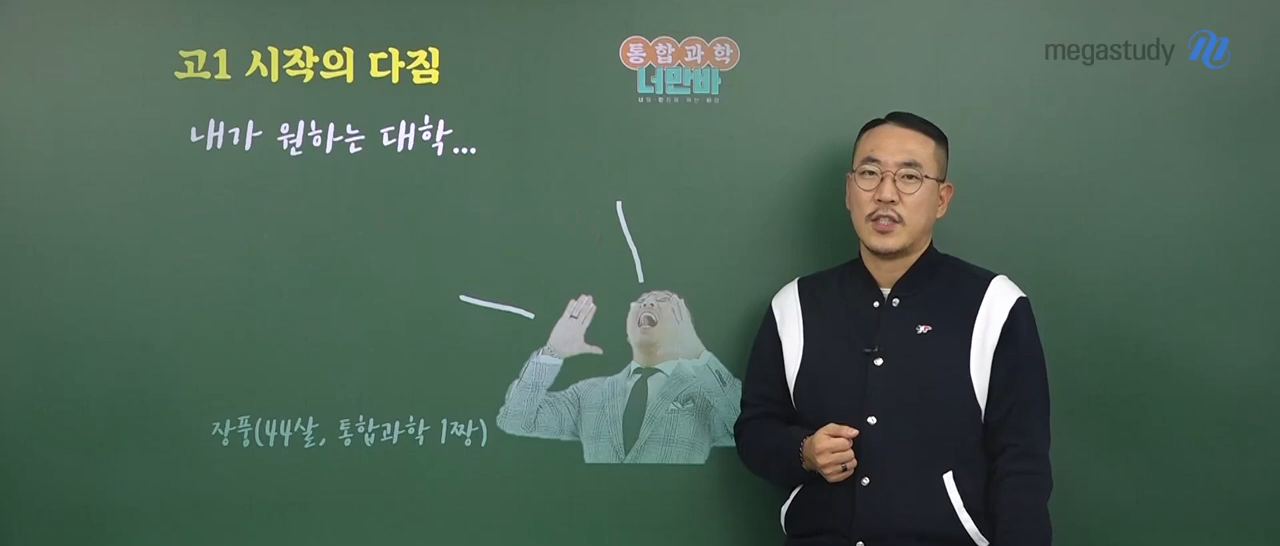 고1 시작의 다짐
통합과학
너만바
megastudy
내가 원하는 대학...
장풍(44살, 통합과학 1짱)